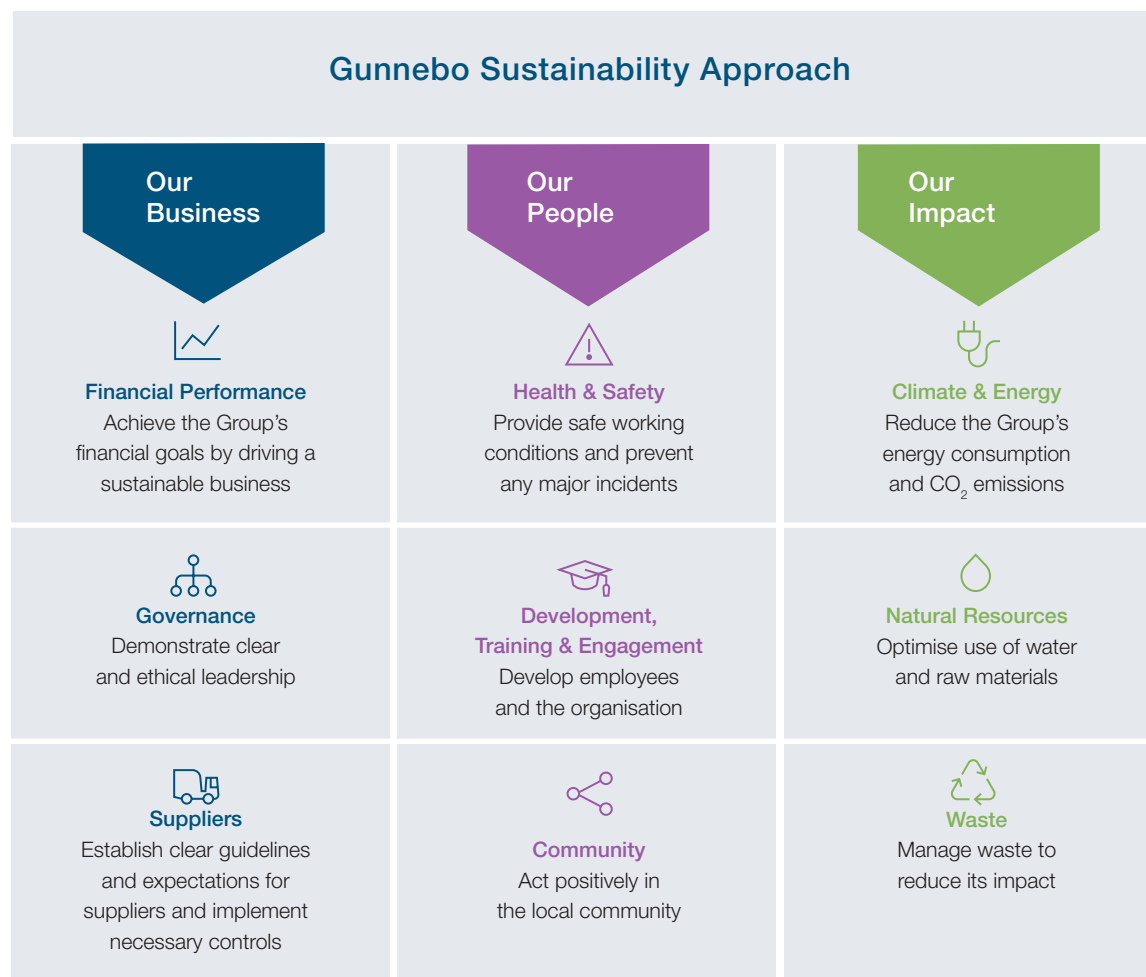 Gunnebo Sustainability Approach
Our
Business
Financial Performance
Achieve the Group’s
financial goals by driving a
sustainable business
Governance
Demonstrate clear
and ethical leadership
Suppliers
Establish clear guidelines
and expectations for
suppliers and implement
necessary controls
Our
People
Health & Safety
Provide safe working
conditions and prevent
any major incidents
Development,
Training & Engagement
Develop employees
and the organisation
Community
Act positively in
the local community
Our
Impact
Climate & Energy
Reduce the Group’s
energy consumption
and CO₂ emissions
Natural Resources
Optimise use of water
and raw materials
Waste
Manage waste to
reduce its impact